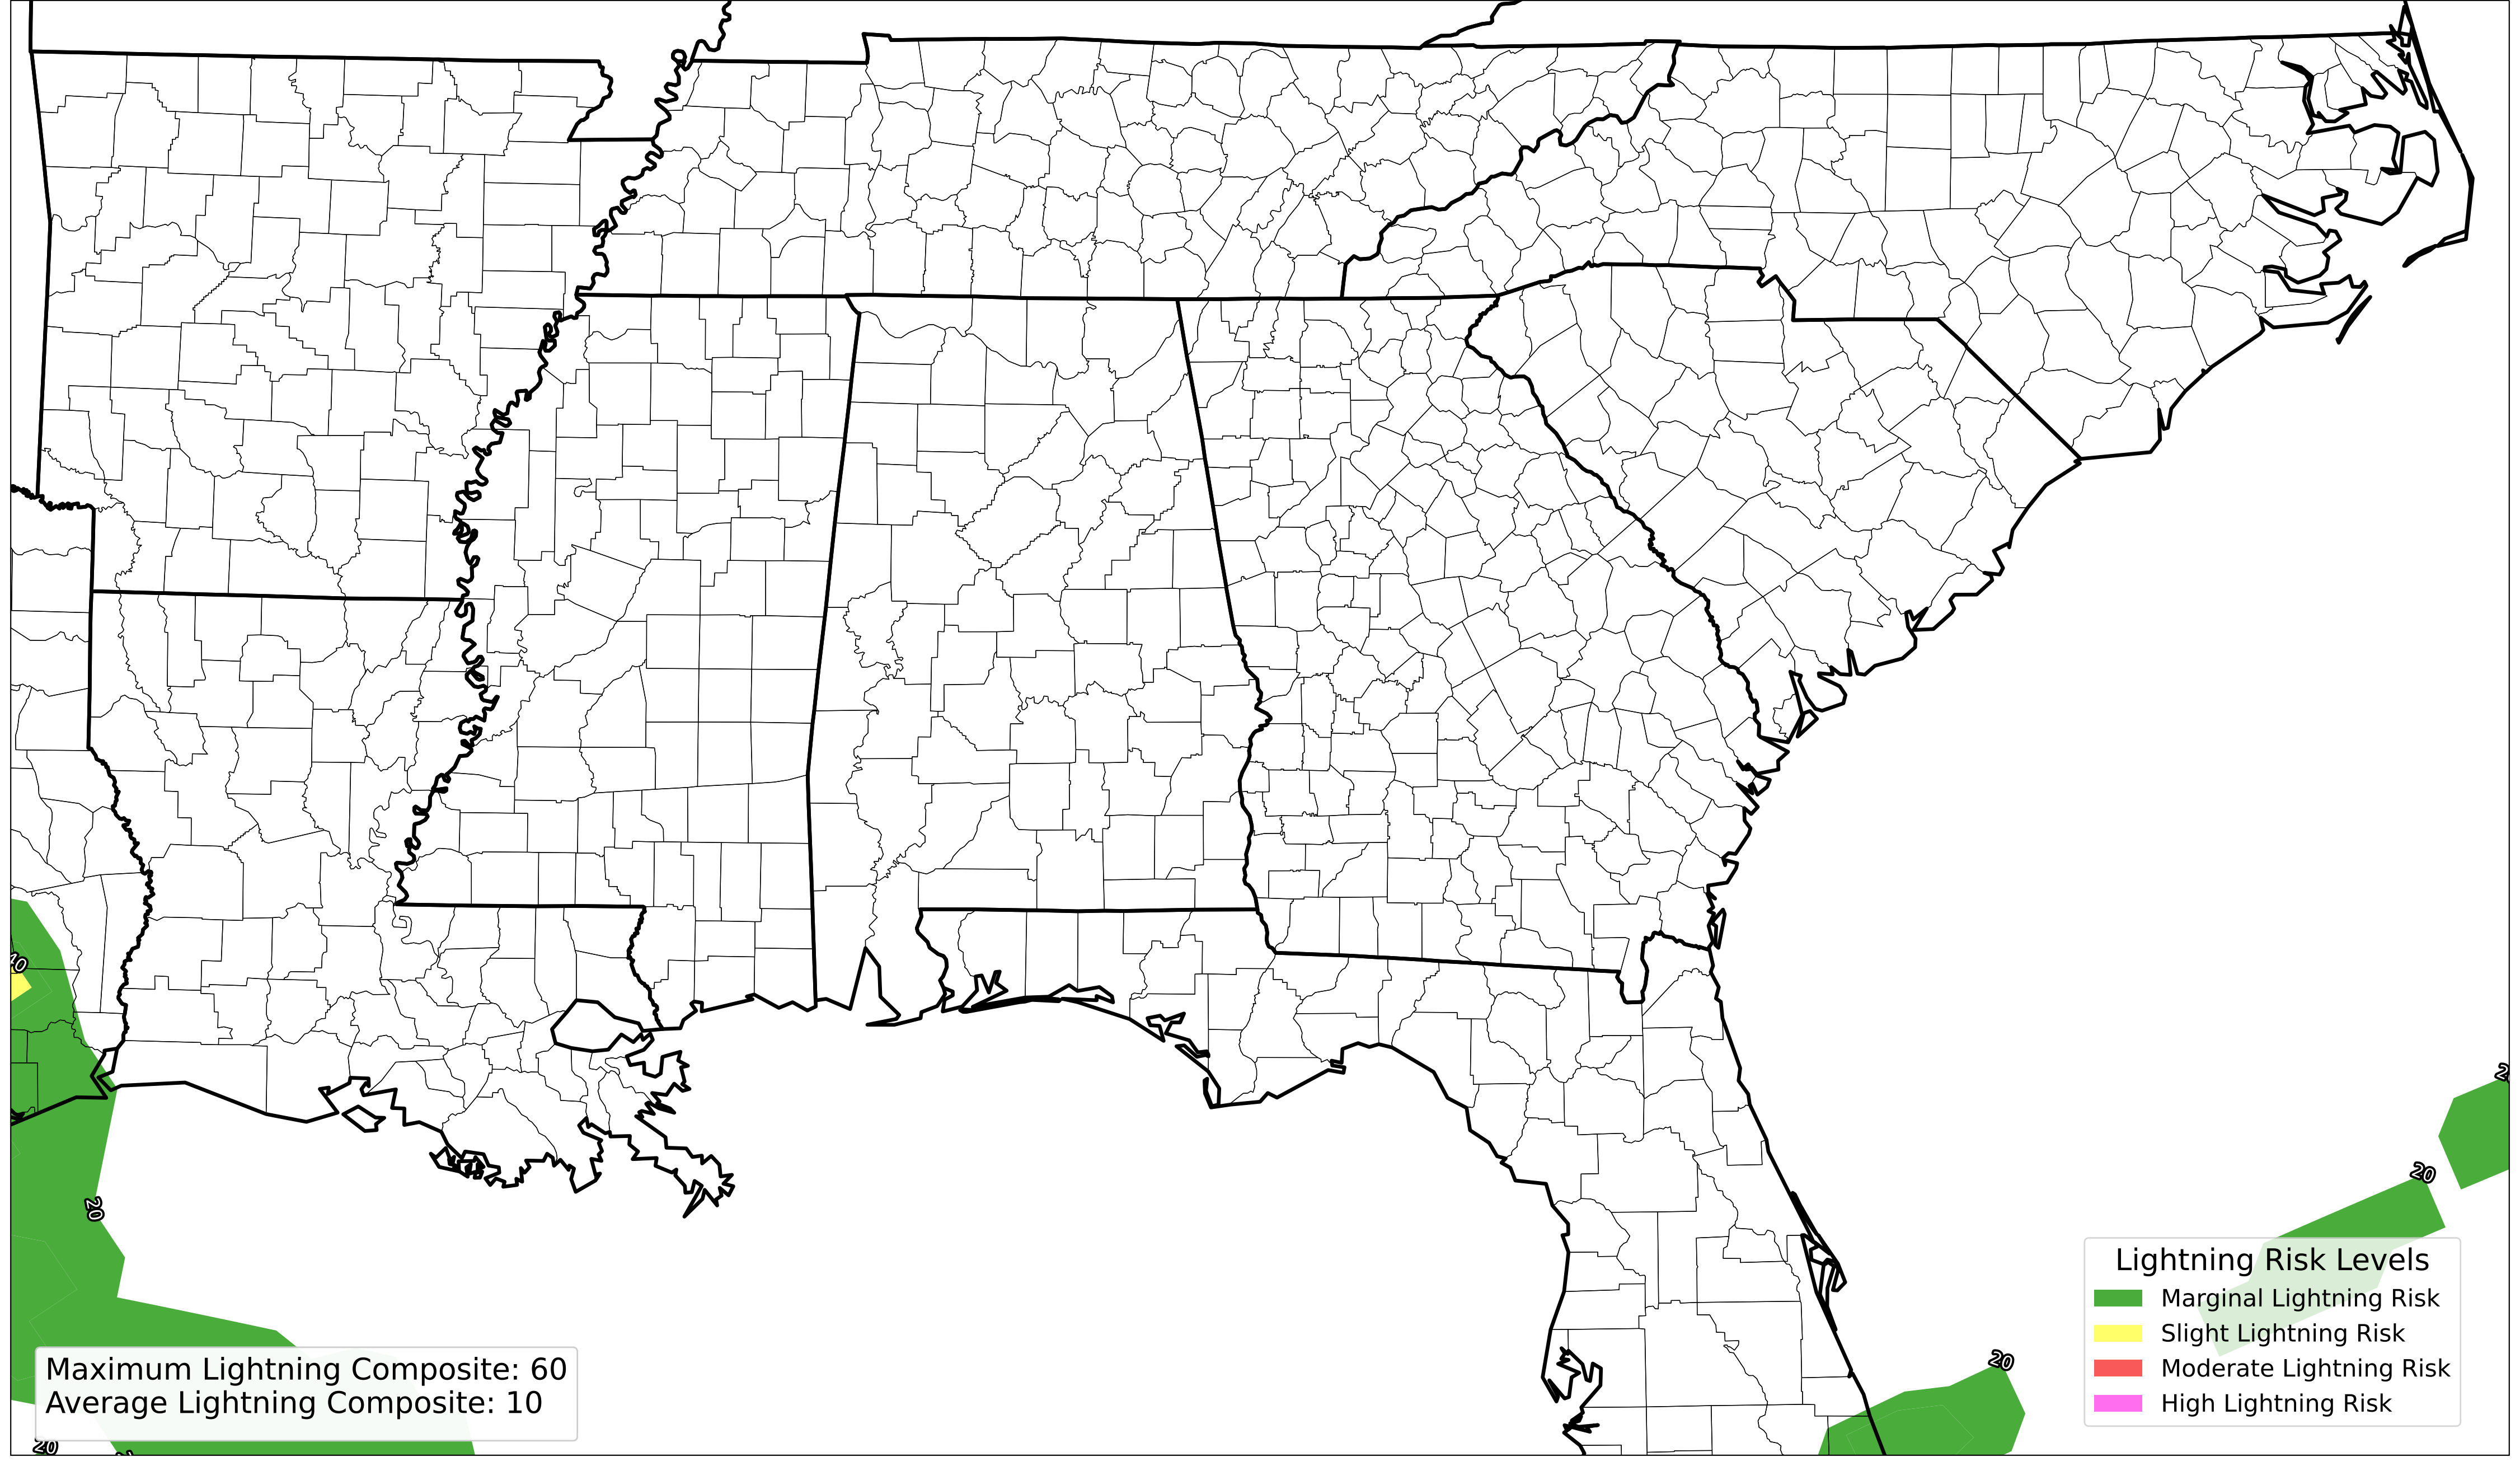 20
20
20
20
20
Maximum Lightning Composite: 60
Average Lightning Composite: 10
Lightning Risk Levels
Marginal Lightning Risk
Slight Lightning Risk
Moderate Lightning Risk
High Lightning Risk